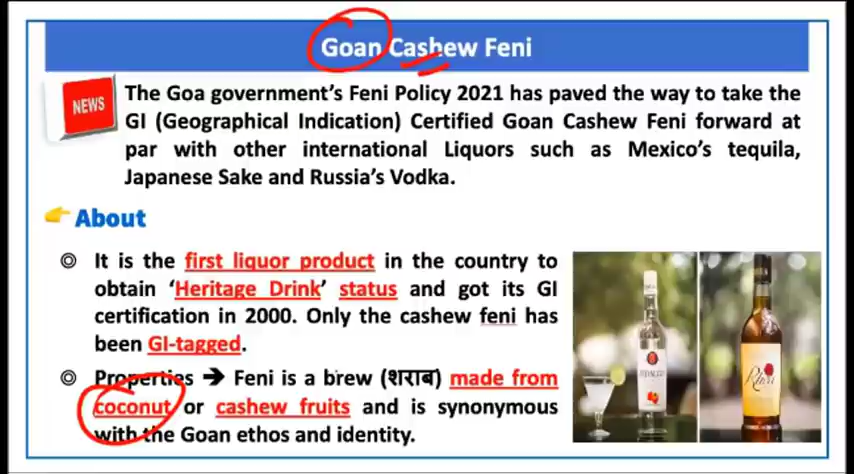 Goan Cashew Feni
NEWS
The Goa government's Feni Policy 2021 has paved the way to take the
GI (Geographical Indication) Certified Goan Cashew Feni forward at
par with other international Liquors such as Mexico's tequila,
Japanese Sake and Russia's Vodka.
About
It is the first liquor product in the country to
obtain 'Heritage Drink' status and got its GI
certification in 2000. Only the cashew feni has
been GI-tagged.
Properties ➔ Feni is a brew (शराब) made from
coconut or cashew fruits and is synonymous
with the Goan ethos and identity.